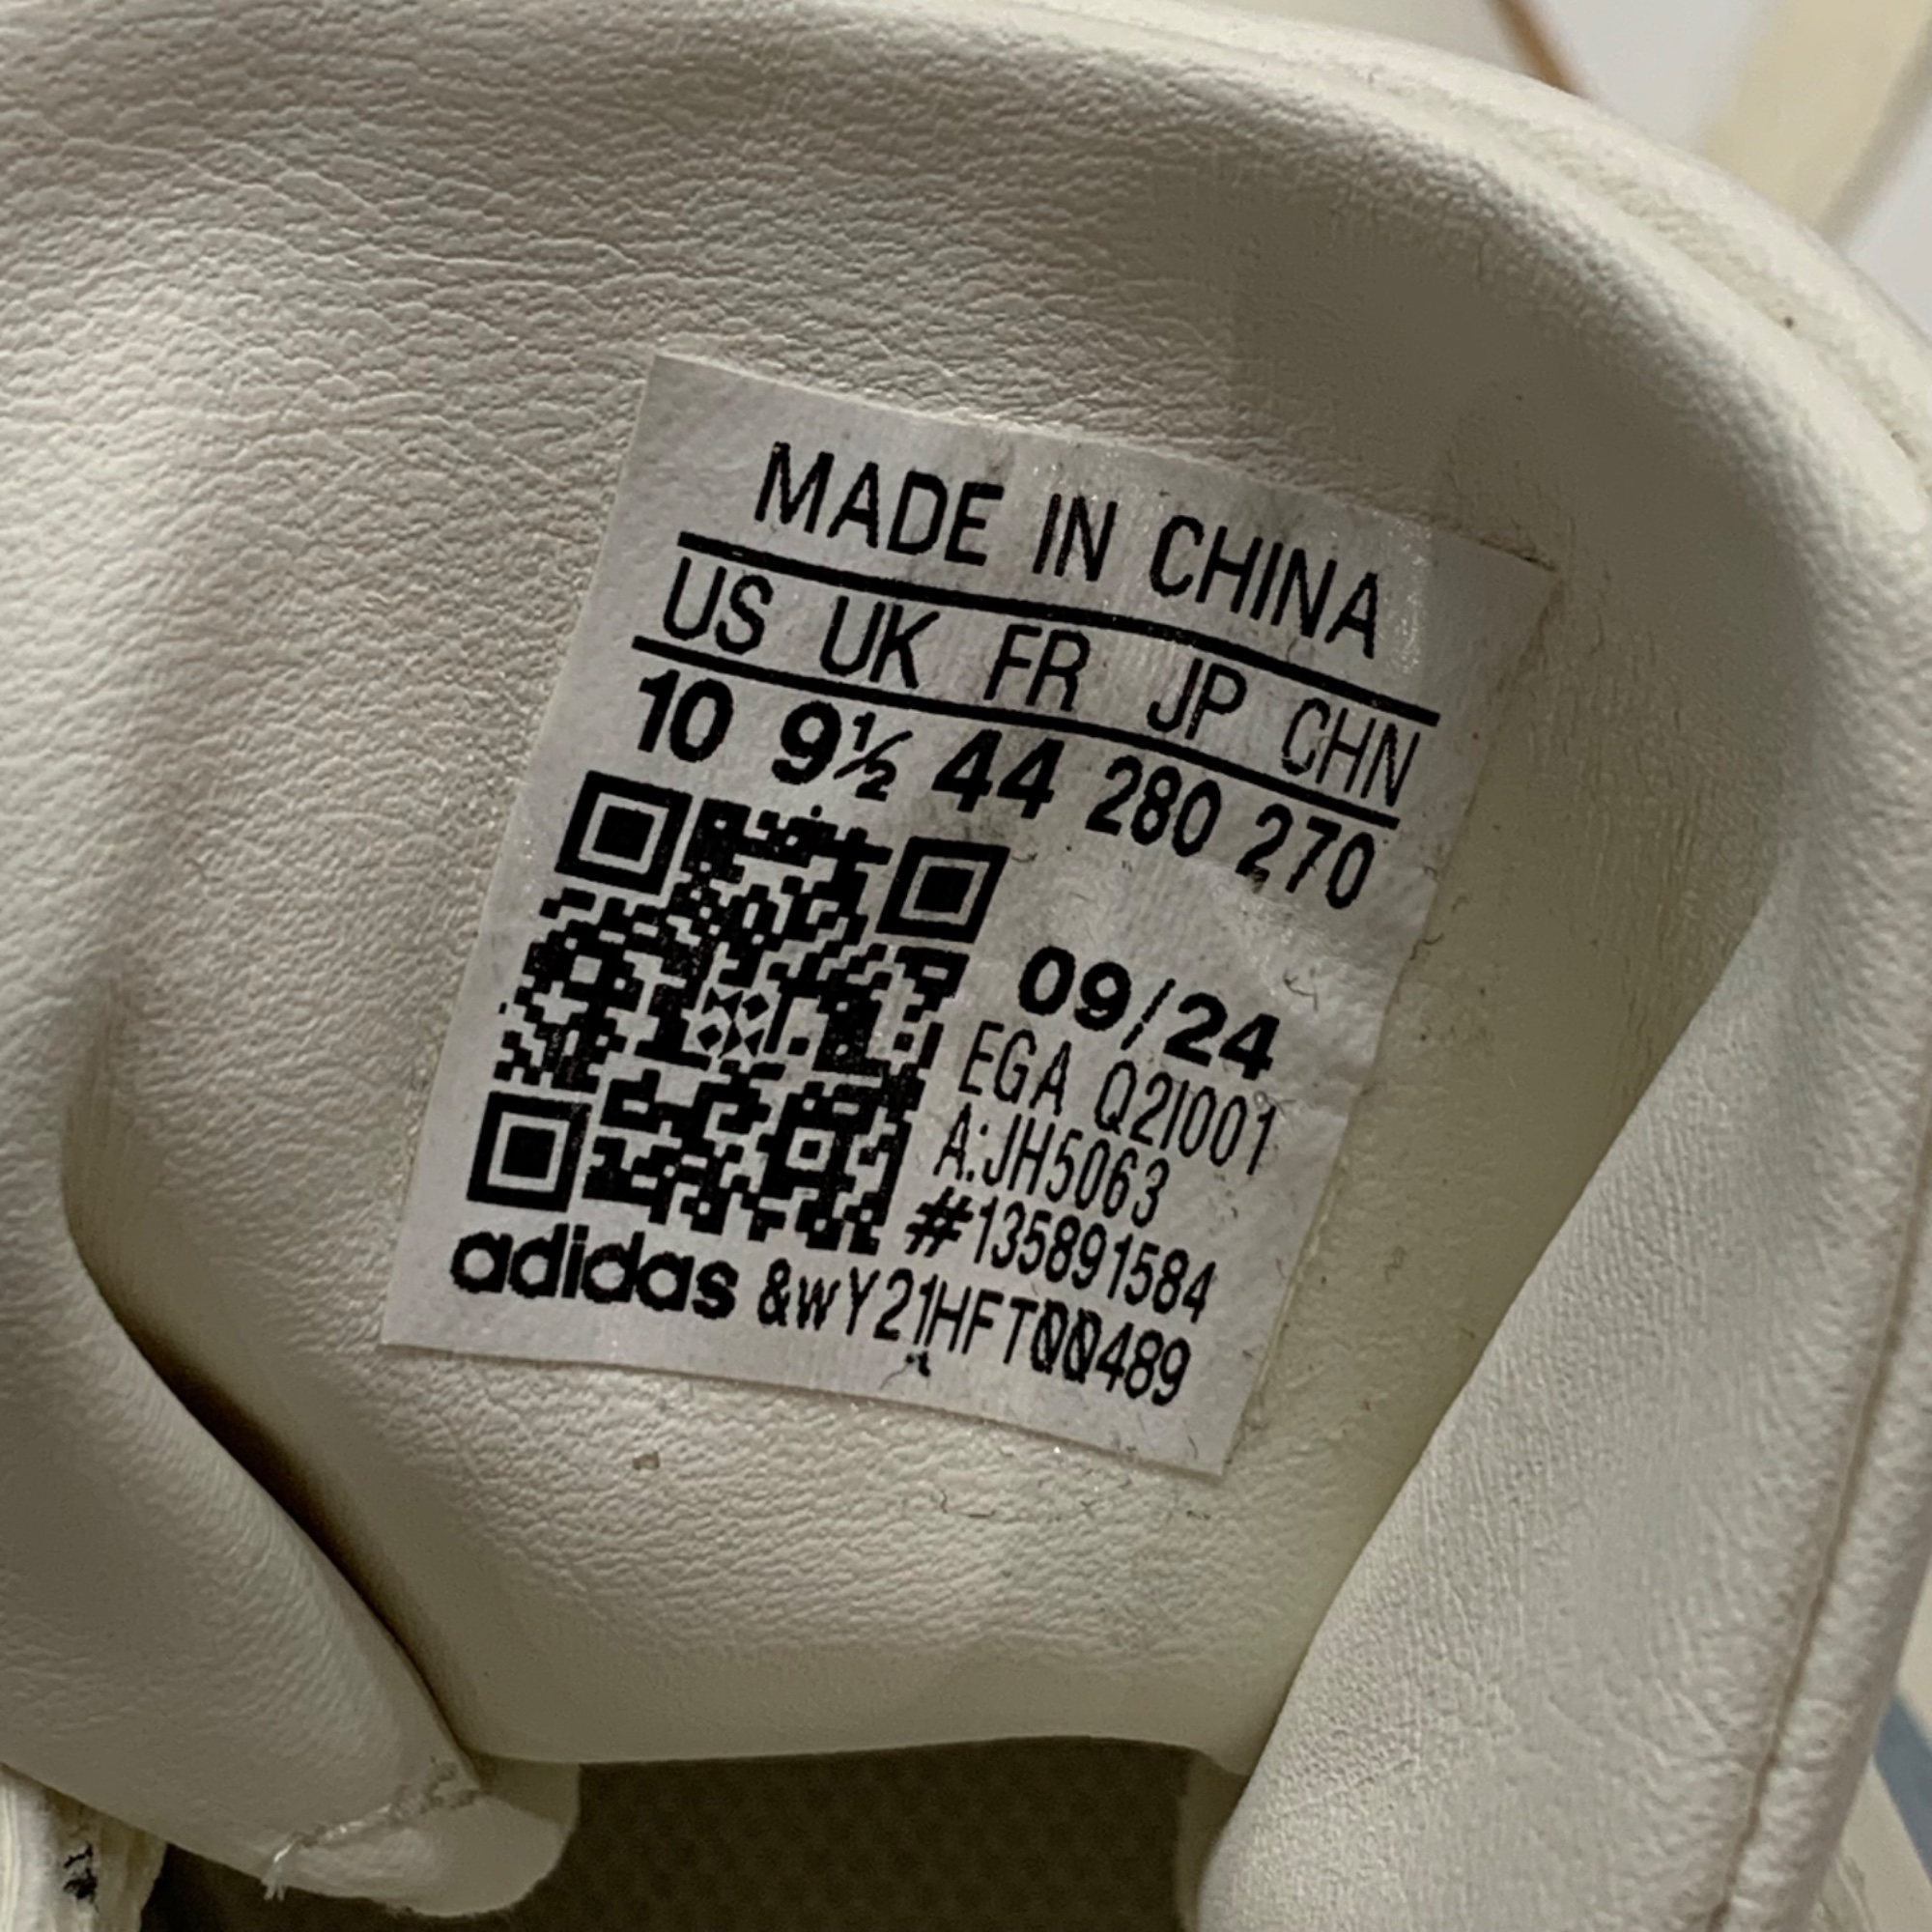 MADE IN CHINA
US UK FR JP CHN
10 9½ 44 280 270
09/24
EGA Q2I001
A:JH5063
#135891584
adidas &wY21HFT00489